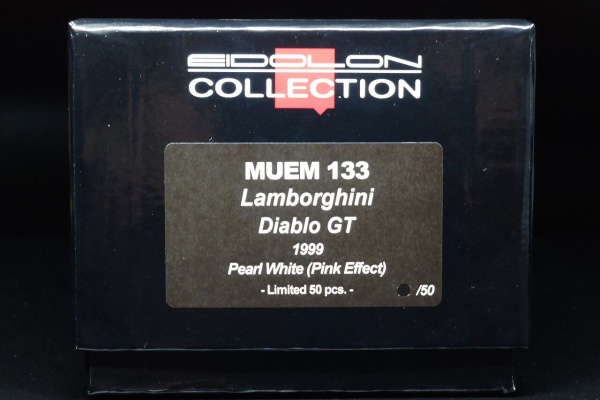 EIDOLON
COLLECTION
MUEM 133
Lamborghini
Diablo GT
1999
Pearl White (Pink Effect)
- Limited 50 pcs. -
/50